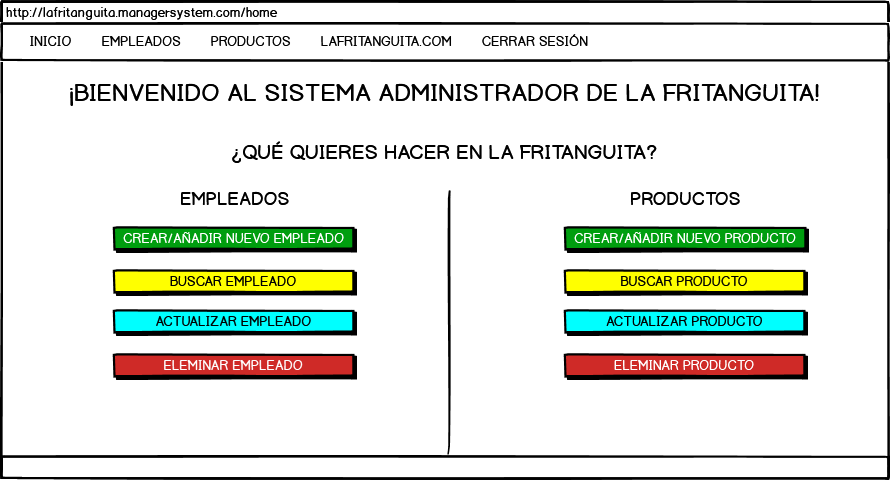 http://lafritanguita.managersystem.com/home
INICIO EMPLEADOS PRODUCTOS LAFRITANGUITA.COM CERRAR SESIÓN
¡BIENVENIDO AL SISTEMA ADMINISTRADOR DE LA FRITANGUITA!
¿QUÉ QUIERES HACER EN LA FRITANGUITA?
EMPLEADOS
CREAR/AÑADIR NUEVO EMPLEADO
BUSCAR EMPLEADO
ACTUALIZAR EMPLEADO
ELEMINAR EMPLEADO
PRODUCTOS
CREAR/AÑADIR NUEVO PRODUCTO
BUSCAR PRODUCTO
ACTUALIZAR PRODUCTO
ELEMINAR PRODUCTO